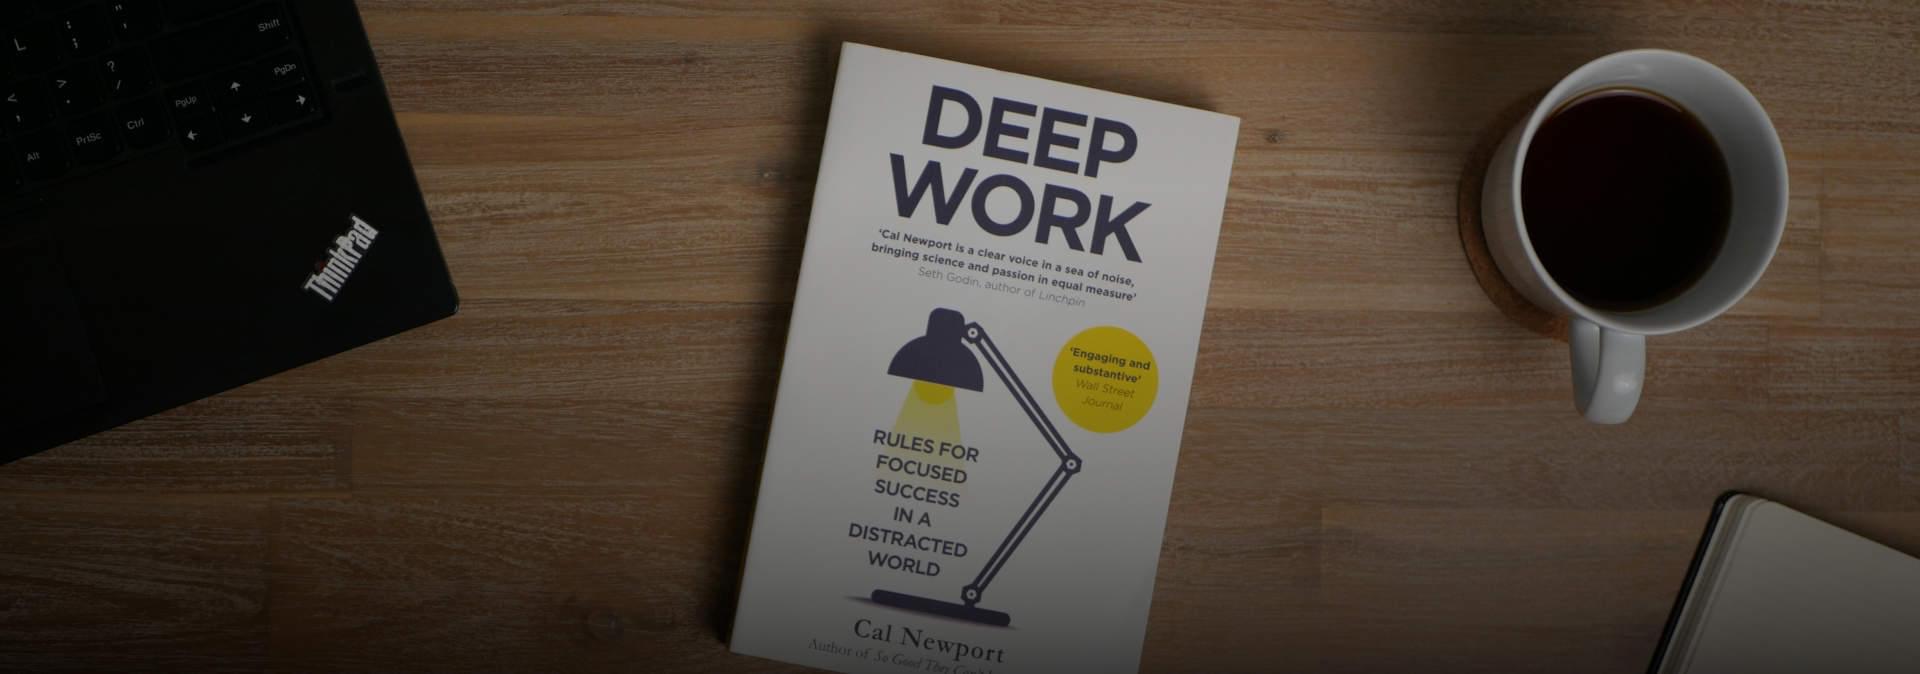 L
:
;
"
'
Shift
<
,
>
.
?
/
PgUp
PgDn
Alt
PrtSc
Ctrl
ThinkPad
DEEP
WORK
'Cal Newport is a clear voice in a sea of noise,
bringing science and passion in equal measure'
Seth Godin, author of Linchpin
'Engaging and
substantive'
Wall Street
Journal
RULES FOR
FOCUSED
SUCCESS
IN A
DISTRACTED
WORLD
Cal Newport
Author of So Good They Can't